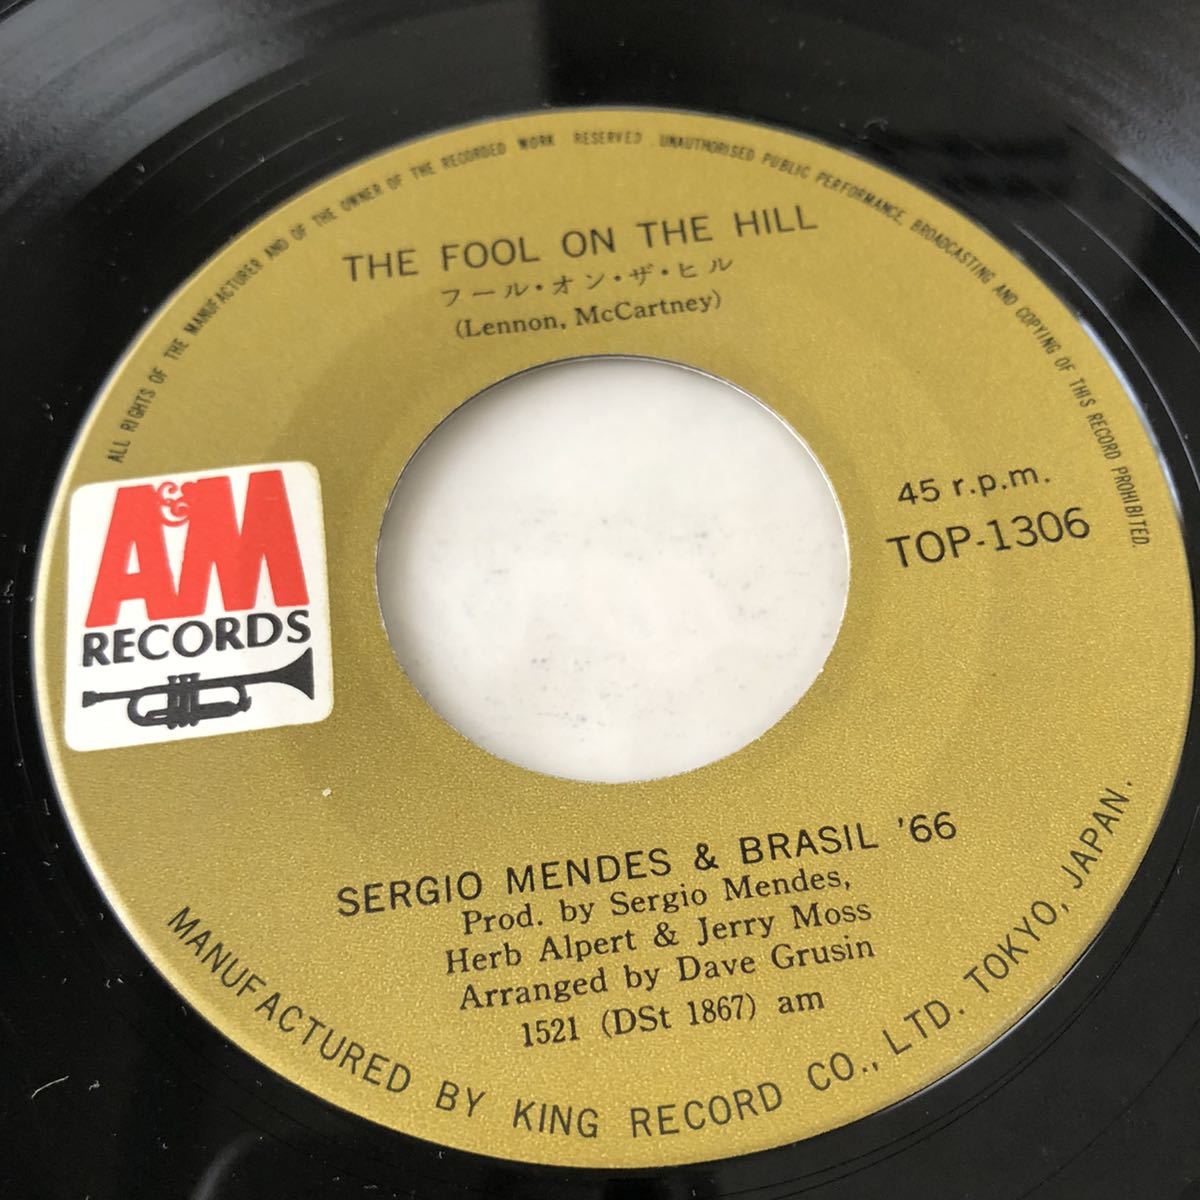 ALL RIGHTS OF THE MANUFACTURER AND OF THE OWNER OF THE RECORDED WORK RESERVED. UNAUTHORISED PUBLIC PERFORMANCE, BROADCASTING AND COPYING OF THIS RECORD PROHIBITED.
THE FOOL ON THE HILL
フール・オン・ザ・ヒル
(Lennon, McCartney)
A&M
RECORDS
45 r.p.m.
TOP-1306
SERGIO MENDES & BRASIL '66
Prod. by Sergio Mendes,
Herb Alpert & Jerry Moss
Arranged by Dave Grusin
1521 (DSt 1867) am
MANUFACTURED BY KING RECORD CO., LTD. TOKYO, JAPAN.